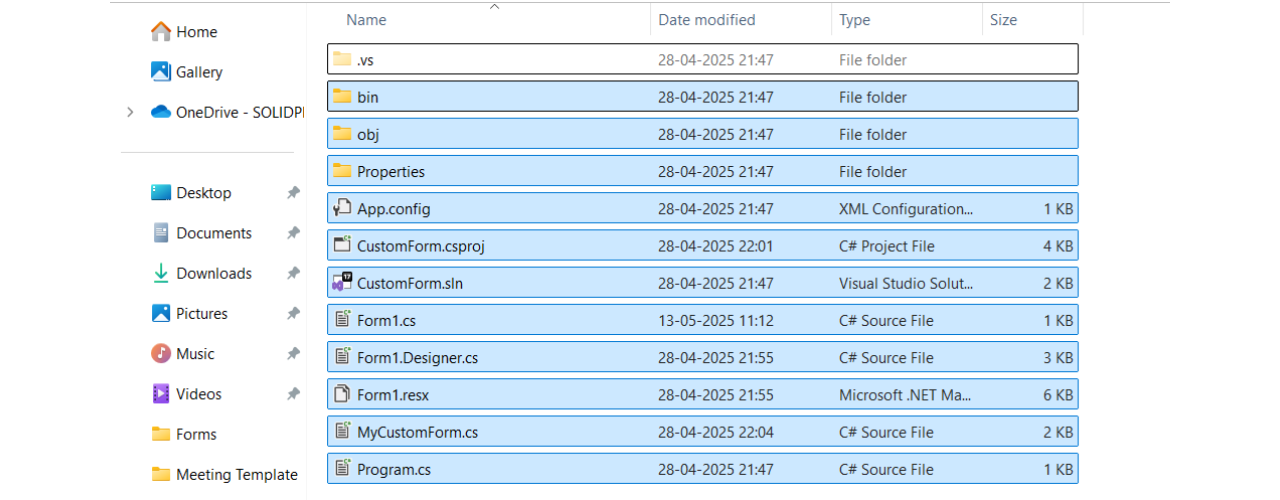 Name Date modified Type Size
Home
Gallery
OneDrive - SOLIDP
Desktop
Documents
Downloads
Pictures
Music
Videos
Forms
Meeting Template
.vs 28-04-2025 21:47 File folder
bin 28-04-2025 21:47 File folder
obj 28-04-2025 21:47 File folder
Properties 28-04-2025 21:47 File folder
App.config 28-04-2025 21:47 XML Configuration... 1 KB
CustomForm.csproj 28-04-2025 22:01 C# Project File 4 KB
CustomForm.sln 28-04-2025 21:47 Visual Studio Solut... 2 KB
Form1.cs 13-05-2025 11:12 C# Source File 1 KB
Form1.Designer.cs 28-04-2025 21:55 C# Source File 3 KB
Form1.resx 28-04-2025 21:55 Microsoft .NET Ma... 6 KB
MyCustomForm.cs 28-04-2025 22:04 C# Source File 2 KB
Program.cs 28-04-2025 21:47 C# Source File 1 KB